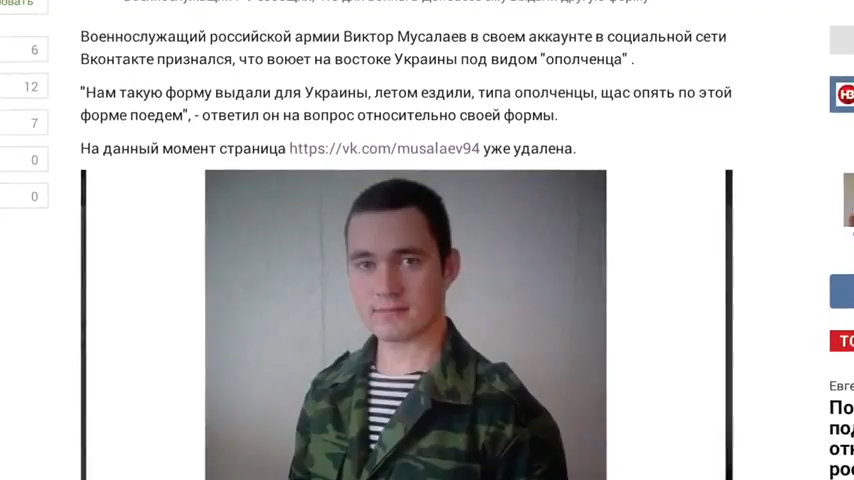 6
12
7
0
0
Военнослужащий российской армии Виктор Мусалаев в своем аккаунте в социальной сети
Вконтакте признался, что воюет на востоке Украины под видом "ополченца" .
"Нам такую форму выдали для Украины, летом ездили, типа ополченцы, щас опять по этой
форме поедем", - ответил он на вопрос относительно своей формы.
На данный момент страница https://vk.com/musalaev94 уже удалена.